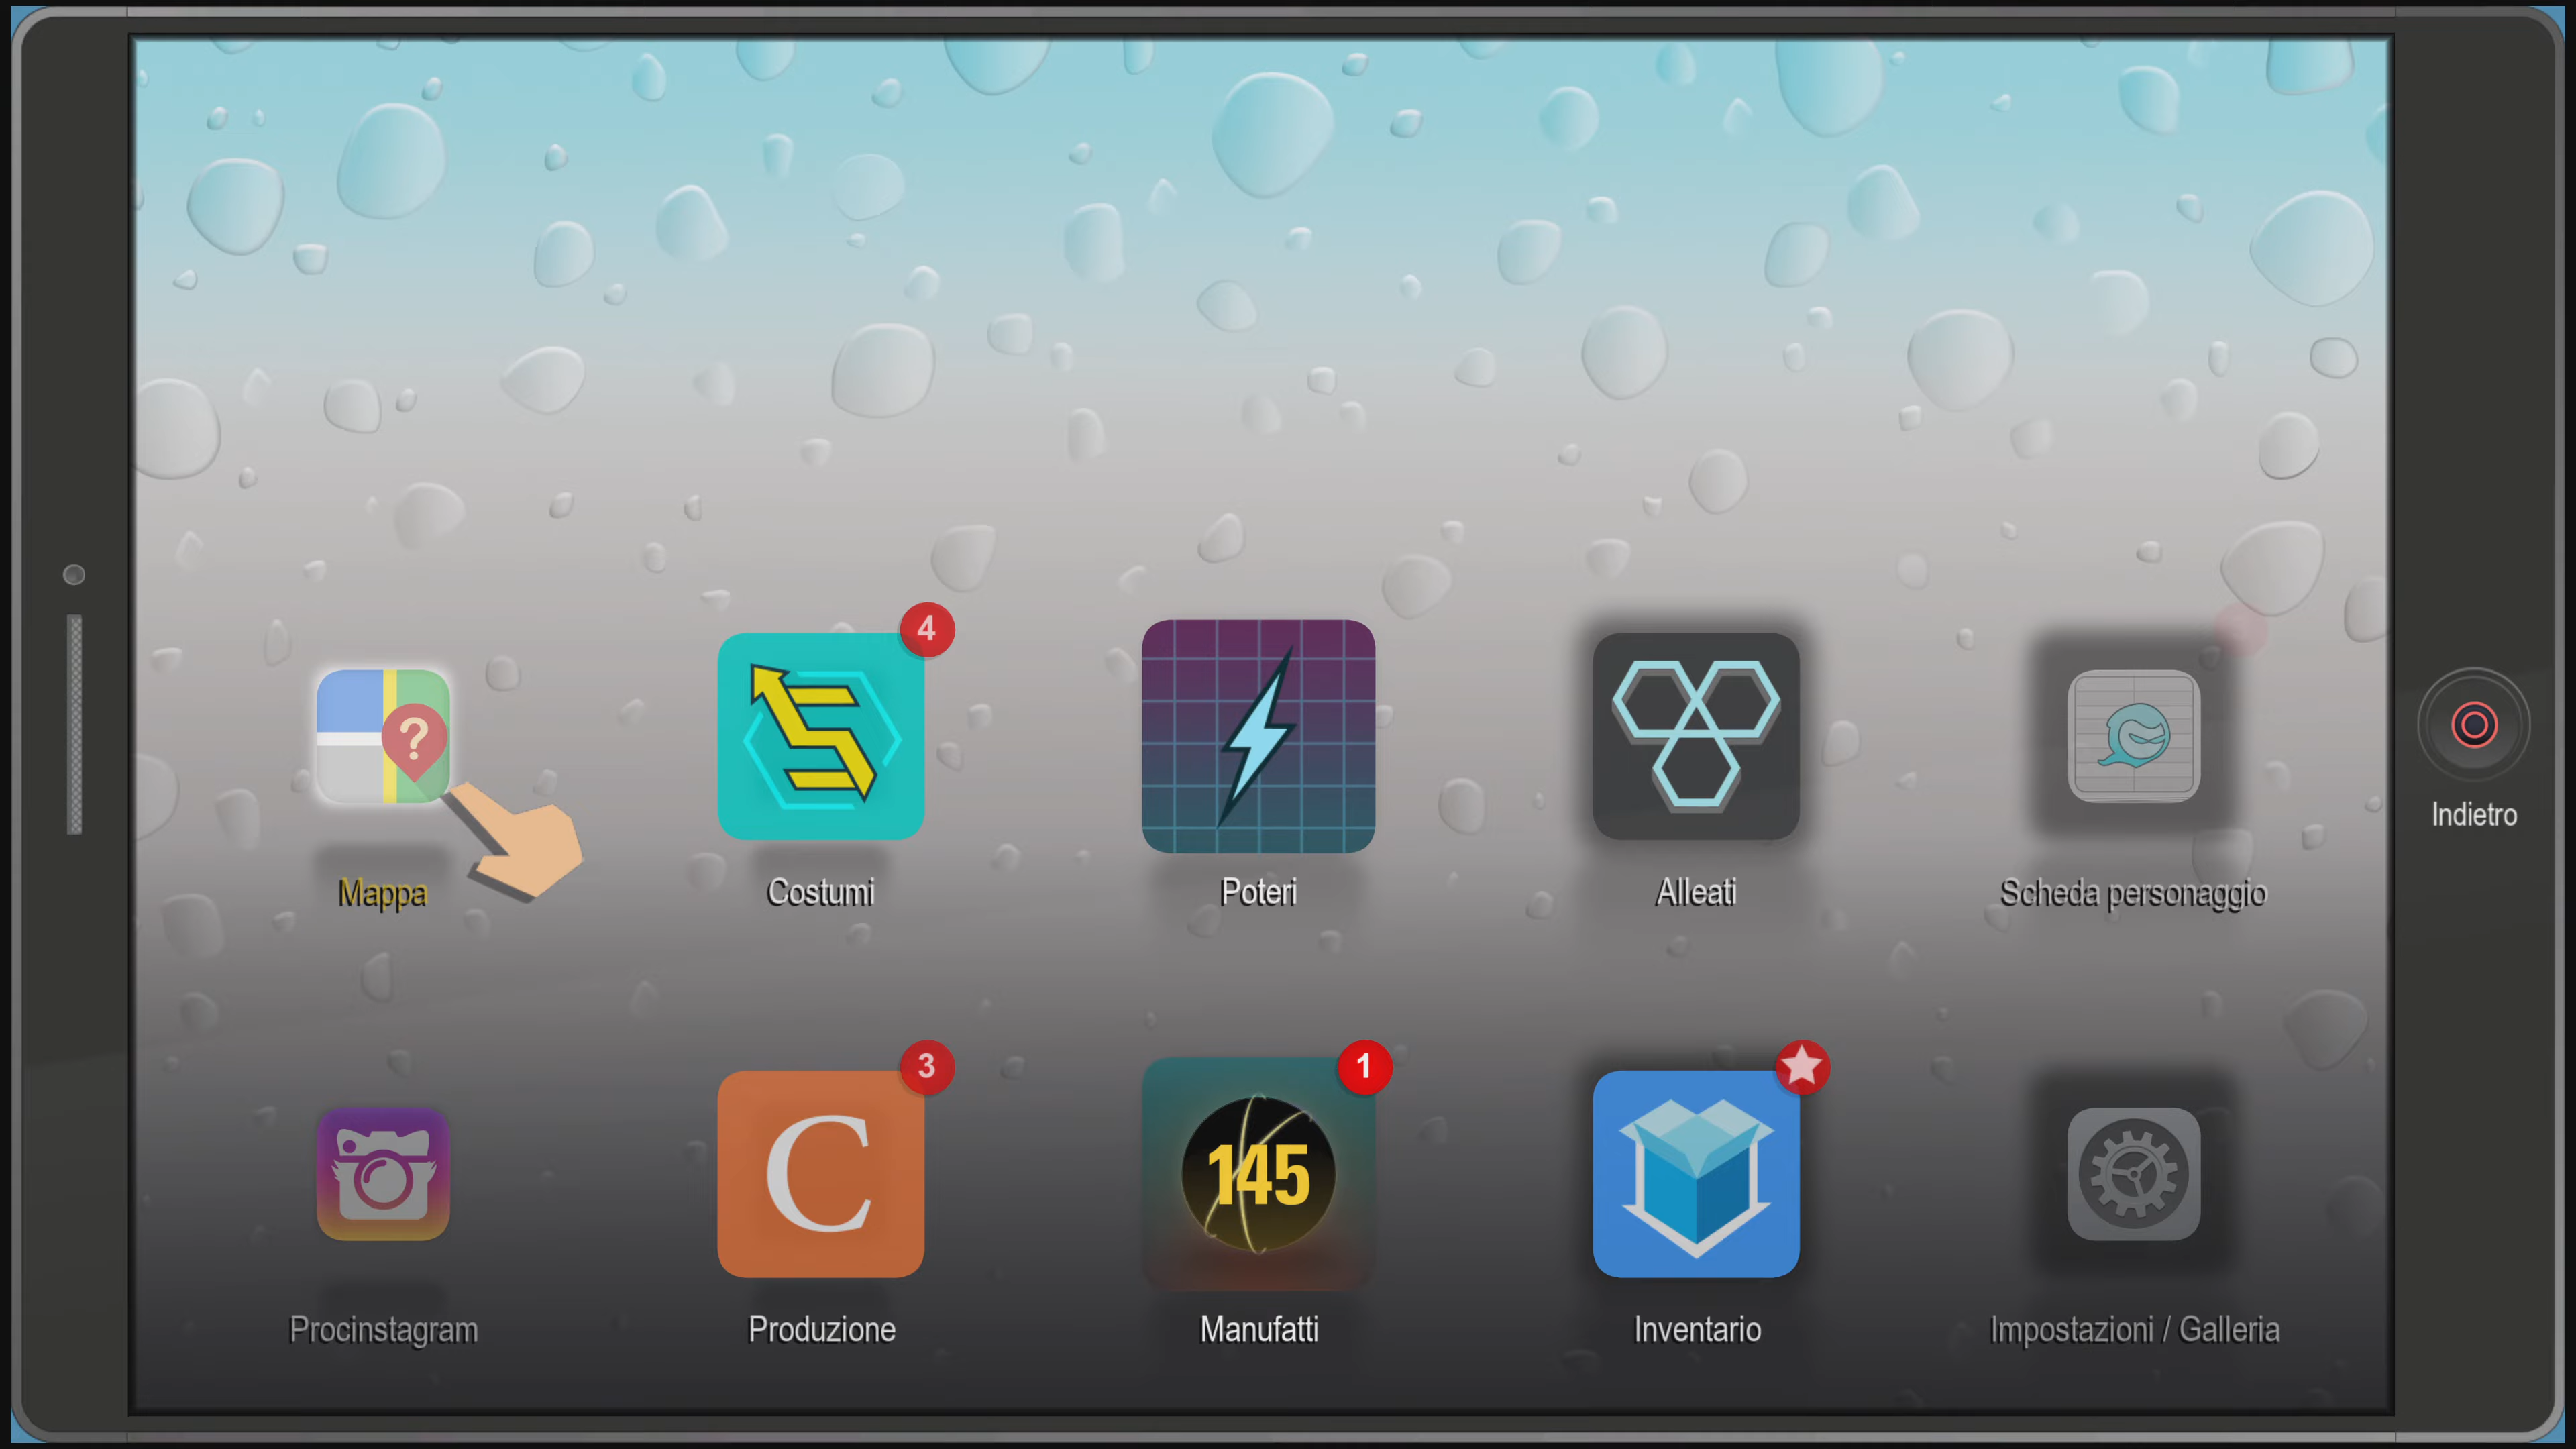 4
?
Mappa
Costumi
Poteri
Alleati
Scheda personaggio
Indietro
3
1
C
145
Procinstagram
Produzione
Manufatti
Inventario
Impostazioni / Galleria